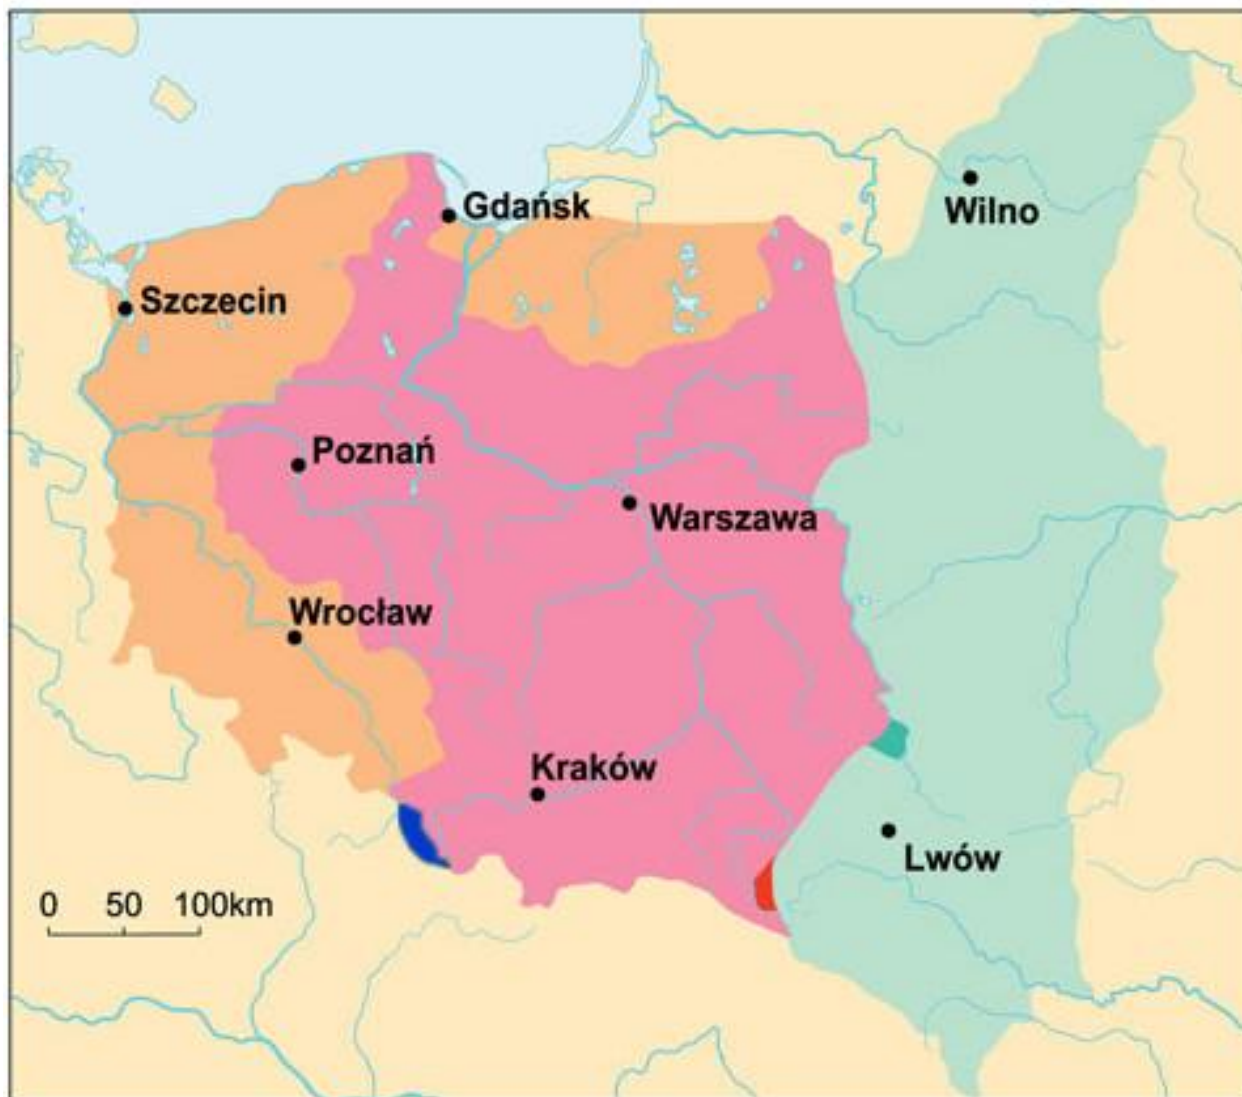 Gdańsk
Wilno
Szczecin
Poznań
Warszawa
Wrocław
Kraków
Lwów
0 50 100km